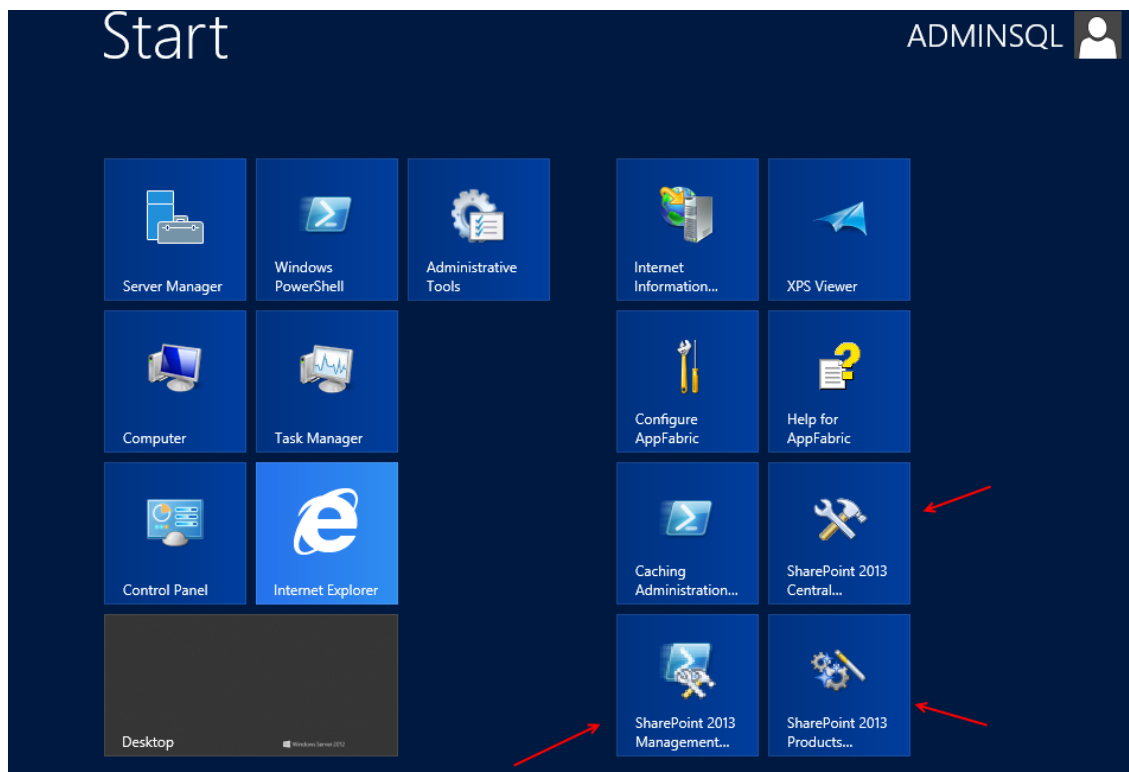 Start
ADMINSQL
Server Manager
Windows
PowerShell
Administrative
Tools
Internet
Information...
XPS Viewer
Computer
Task Manager
Configure
AppFabric
Help for
AppFabric
Control Panel
Internet Explorer
Caching
Administration...
SharePoint 2013
Central...
Desktop
Windows Server 2012
SharePoint 2013
Management...
SharePoint 2013
Products...